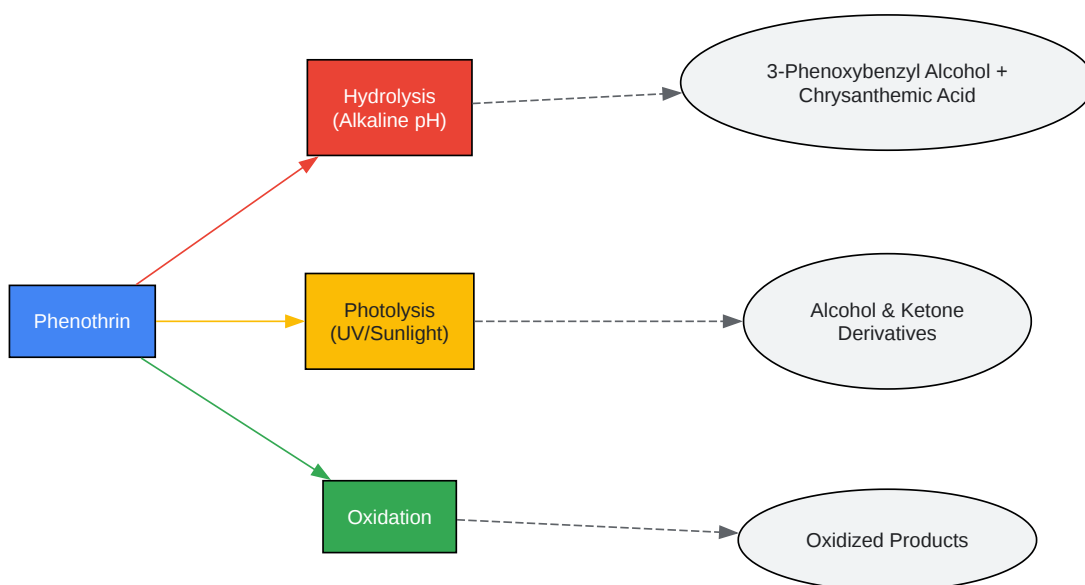 3-Phenoxybenzyl Alcohol +
Chrysanthemic Acid
Hydrolysis
(Alkaline pH)
Phenothrin
Photolysis
(UV/Sunlight)
Alcohol & Ketone
Derivatives
Oxidation
Oxidized Products